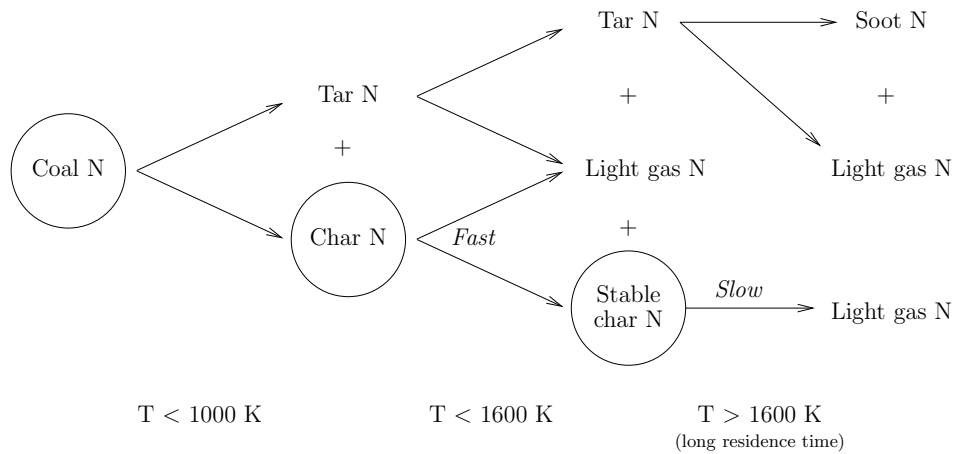 Tar N
Soot N
Tar N
+
+
+
Coal N
Light gas N
Light gas N
Char N
Fast
+
Stable
char N
Slow
Light gas N
T < 1000 K
T < 1600 K
T > 1600 K
(long residence time)